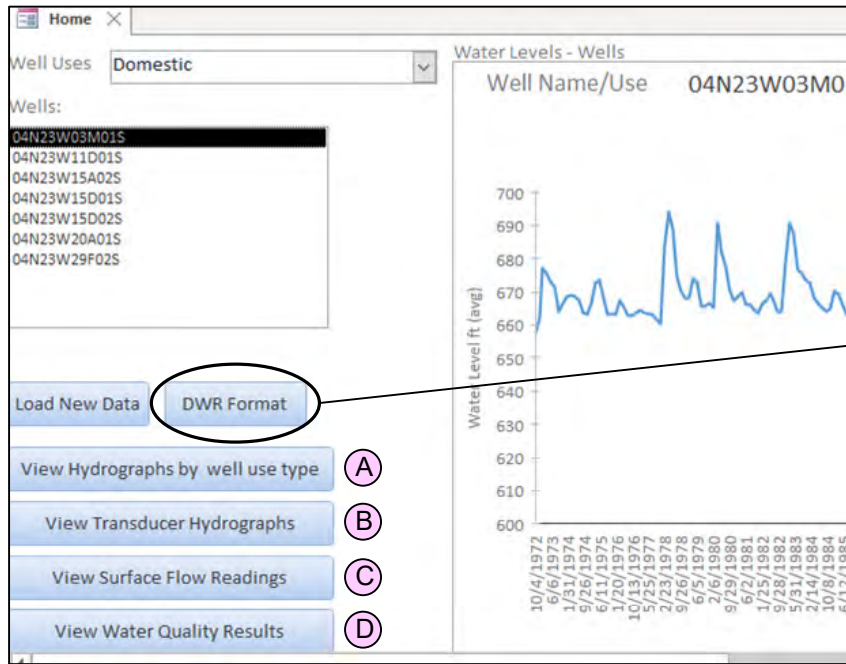 Home
Well Uses Domestic
Wells:
04N23W03M01S
04N23W11D01S
04N23W15A02S
04N23W15D01S
04N23W15D02S
04N23W20A01S
04N23W29F02S
Load New Data
DWR Format
View Hydrographs by well use type
A
View Transducer Hydrographs
B
View Surface Flow Readings
C
View Water Quality Results
D
Water Levels - Wells
Well Name/Use 04N23W03M0
Water Level ft (avg)
700
690
680
670
660
650
640
630
620
610
600
10/4/1972
6/6/1973
1/31/1974
9/26/1974
6/11/1975
1/20/1976
10/13/1976
5/25/1977
2/23/1978
9/26/1978
6/5/1979
2/6/1980
9/29/1980
6/2/1981
1/25/1982
9/28/1982
5/31/1983
2/14/1984
10/8/1984
6/12/1985